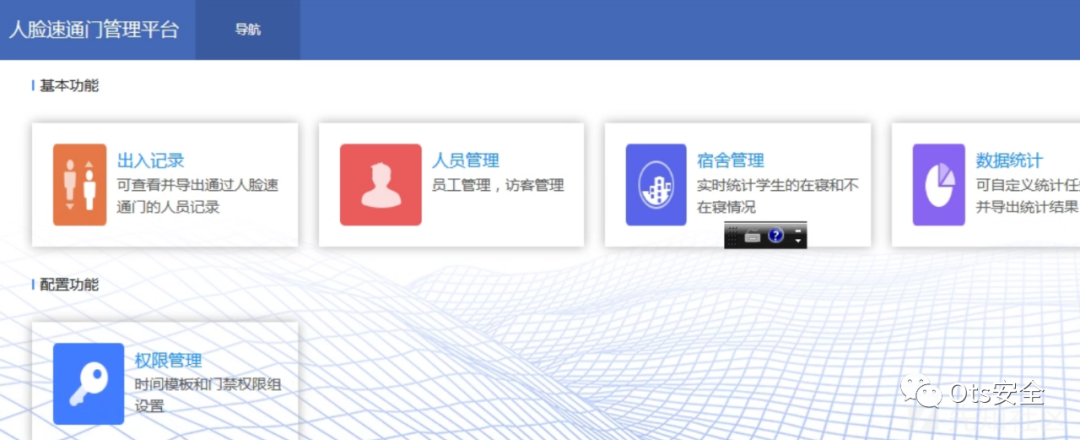 人脸速通门管理平台
导航
基本功能
出入记录
可查看并导出通过人脸速
通门的人员记录
人员管理
员工管理，访客管理
宿舍管理
实时统计学生的在寝和不
在寝情况
数据统计
可自定义统计任
并导出统计结果
配置功能
权限管理
时间模板和门禁权限组
设置
Ots安全